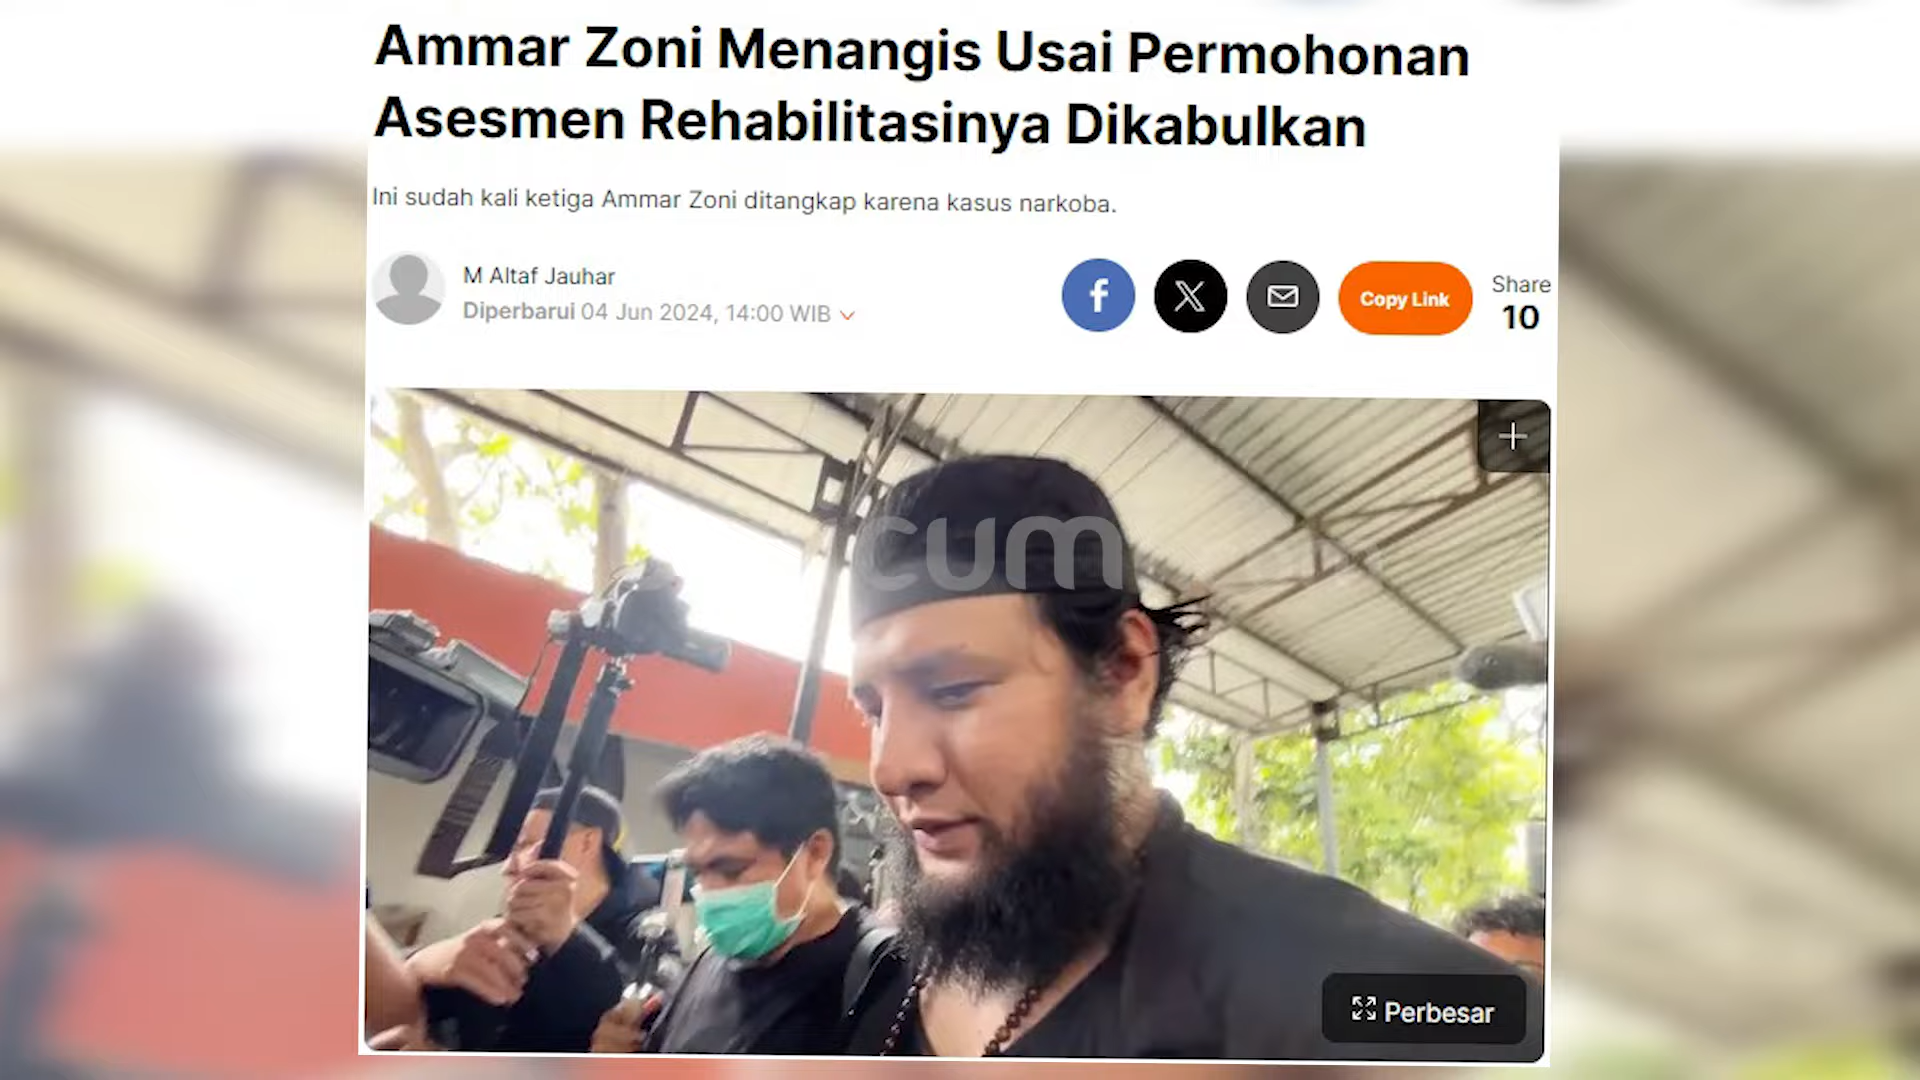 Ammar Zoni Menangis Usai Permohonan
Asesmen Rehabilitasinya Dikabulkan
Ini sudah kali ketiga Ammar Zoni ditangkap karena kasus narkoba.
M Altaf Jauhar
Diperbarui 04 Jun 2024, 14:00 WIB
Copy Link
Share
10
cum
Perbesar